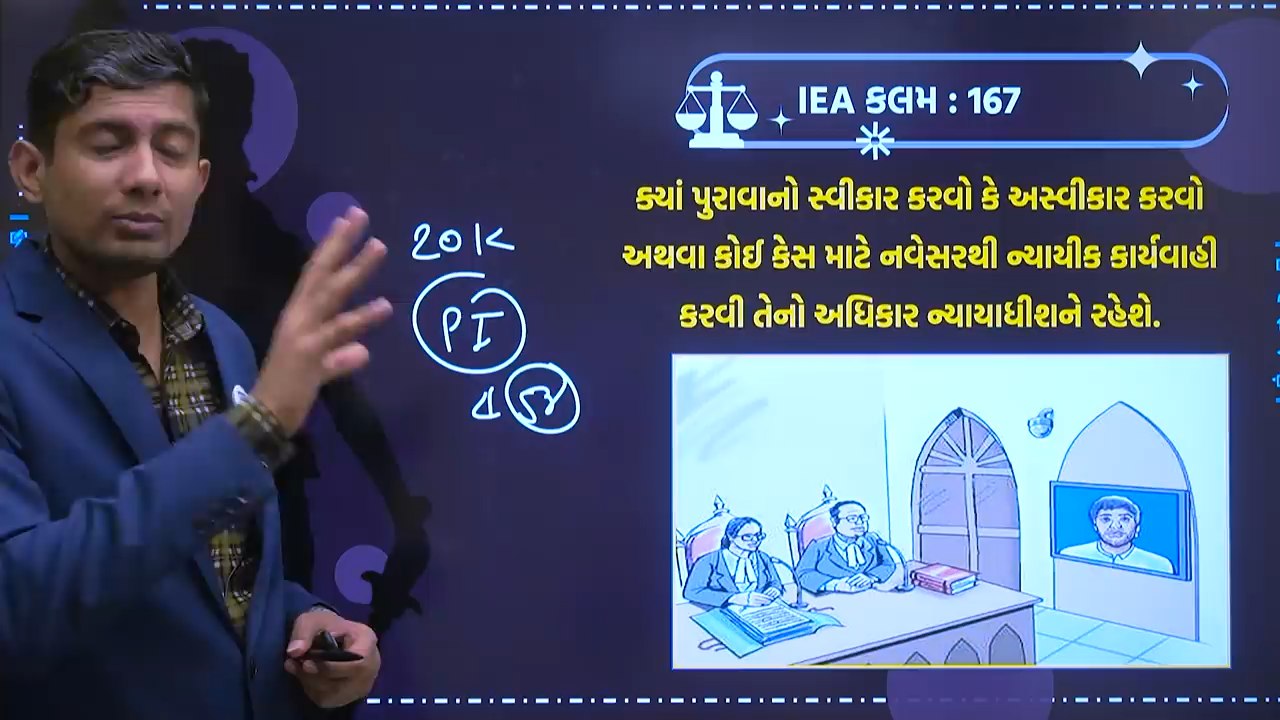 IEA કલમ : 167
ક્યાં પુરાવાનો સ્વીકાર કરવો કે અસ્વીકાર કરવો
અથવા કોઈ કેસ માટે નવેસરથી ન્યાયીક કાર્યવાહી
કરવી તેનો અધિકાર ન્યાયાધીશને રહેશે.
20K
PI